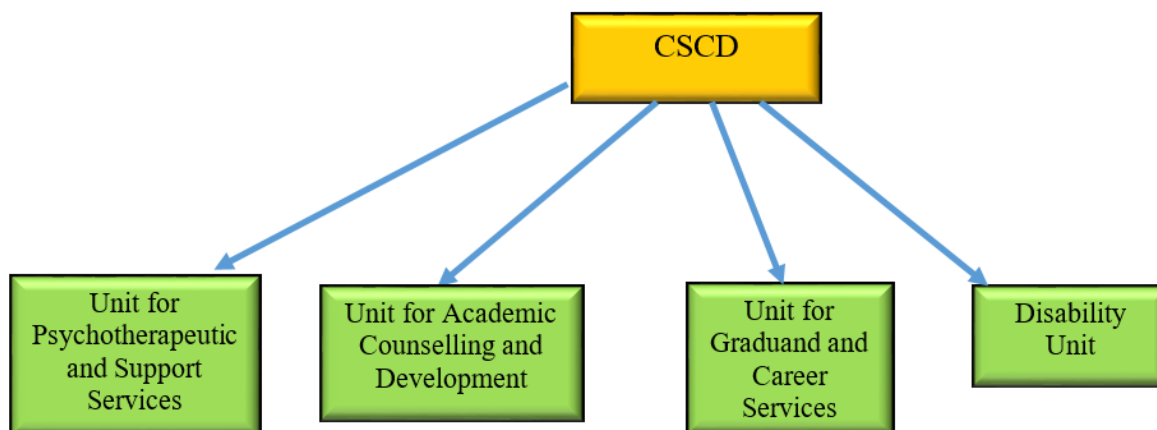 CSCD
Unit for
Psychotherapeutic
and Support
Services
Unit for Academic
Counselling and
Development
Unit for
Graduand and
Career
Services
Disability
Unit